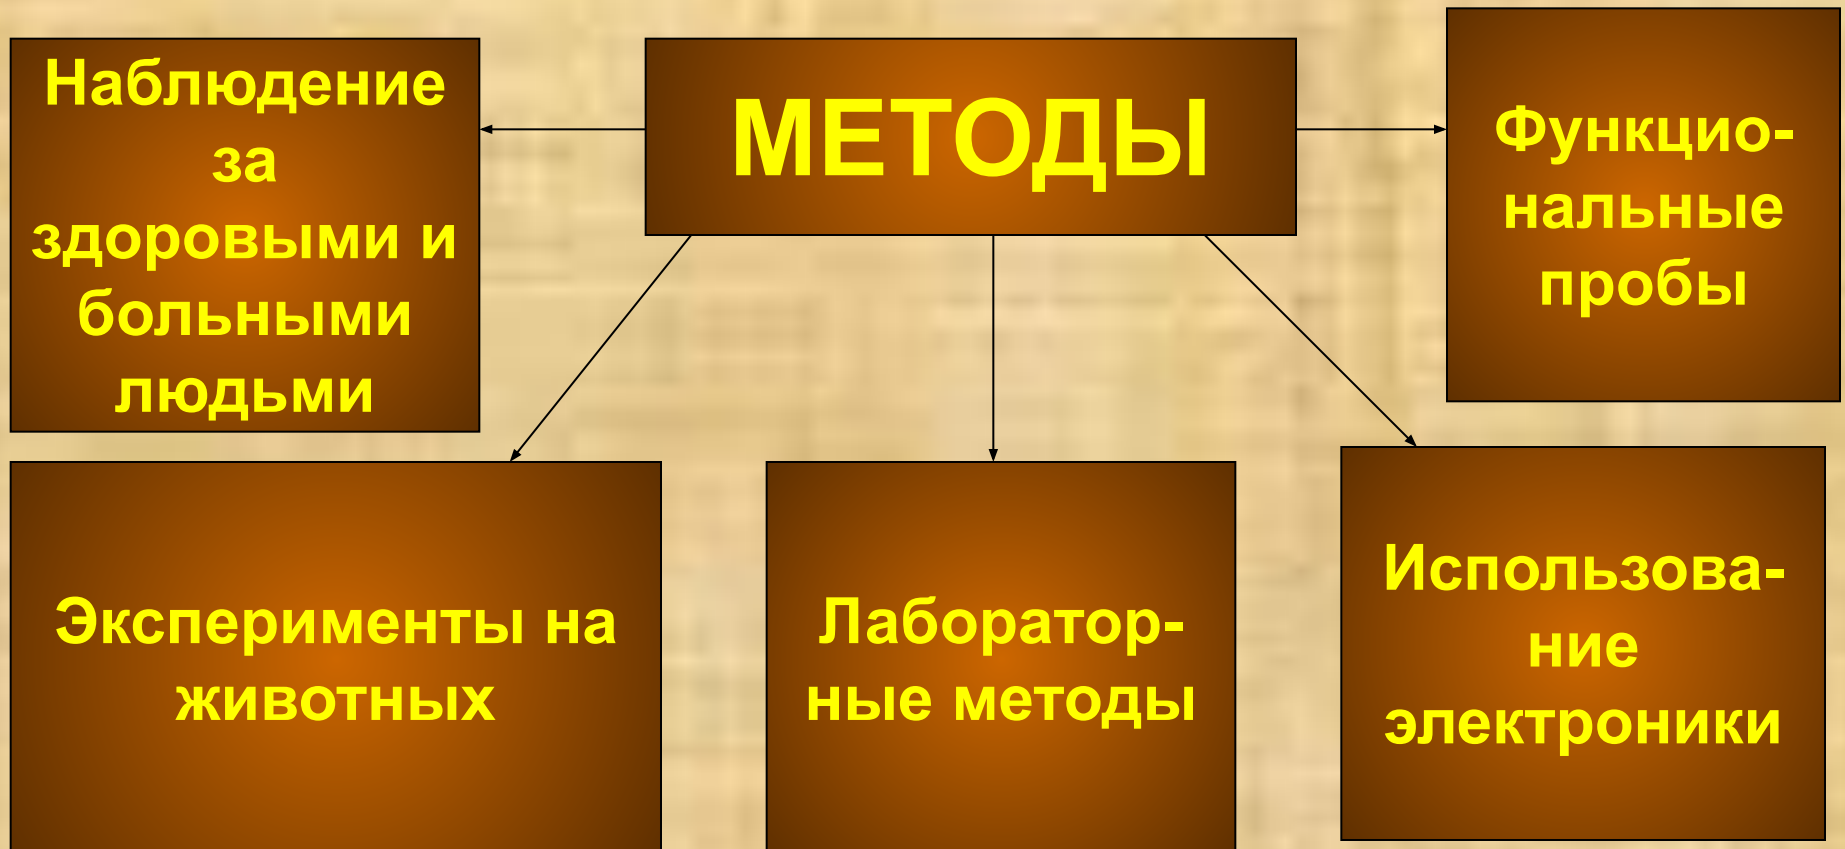 Наблюдение
за
здоровыми и
больными
людьми
МЕТОДЫ
Функцио-
нальные
пробы
Эксперименты на
животных
Лаборатор-
ные методы
Использова-
ние
электроники